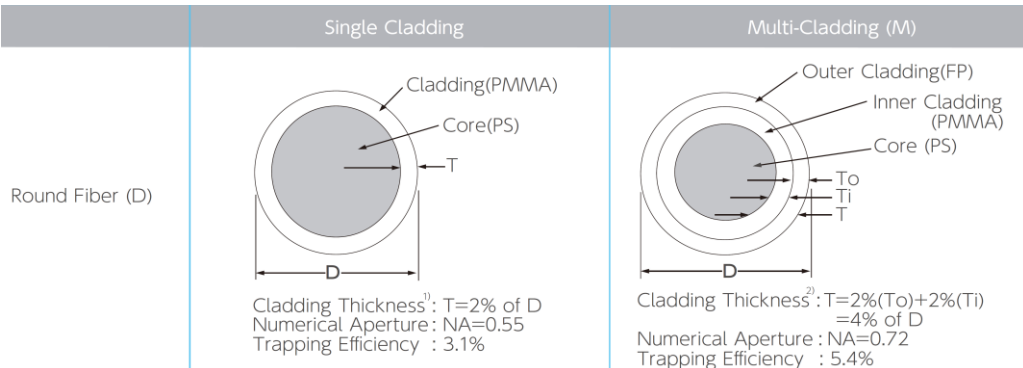 Single Cladding
Multi-Cladding (M)
Round Fiber (D)
Cladding(PMMA)
Core(PS)
T
D
Cladding Thickness1): T=2% of D
Numerical Aperture : NA=0.55
Trapping Efficiency : 3.1%
Outer Cladding(FP)
Inner Cladding
(PMMA)
Core (PS)
To
Ti
T
D
Cladding Thickness2): T=2%(To)+2%(Ti)
=4% of D
Numerical Aperture : NA=0.72
Trapping Efficiency : 5.4%